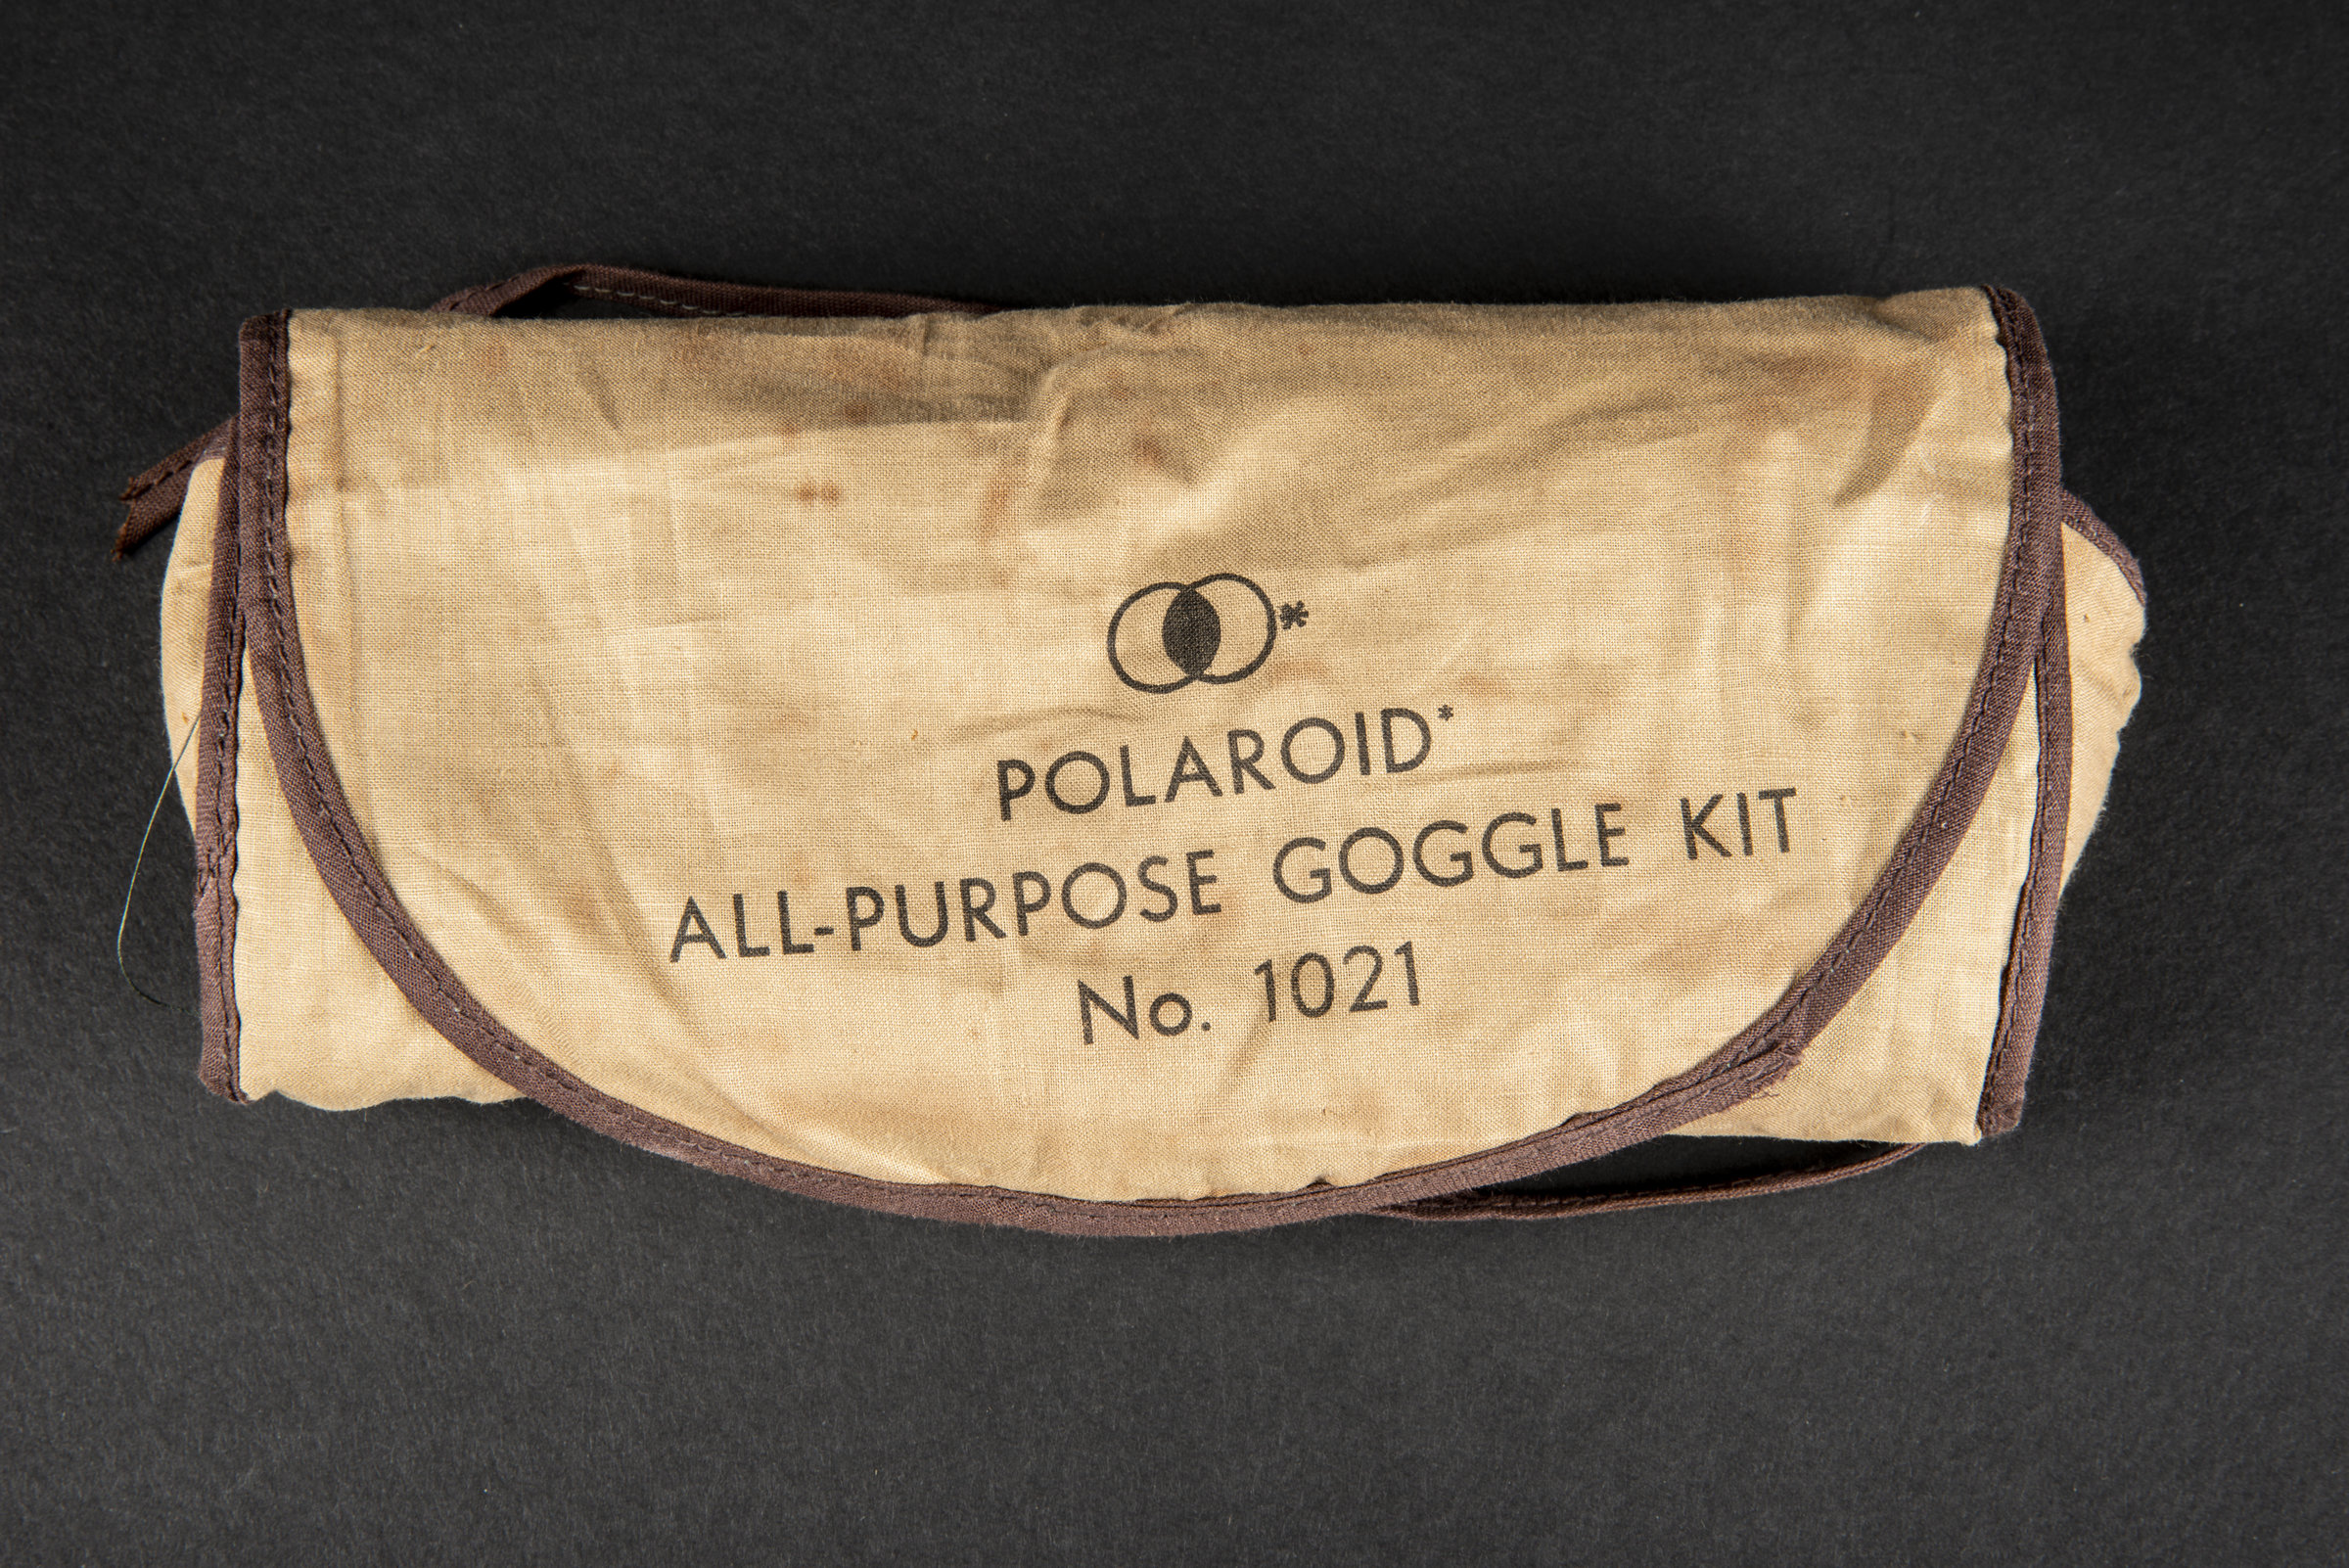 *
POLAROID*
ALL-PURPOSE GOGGLE KIT
No. 1021